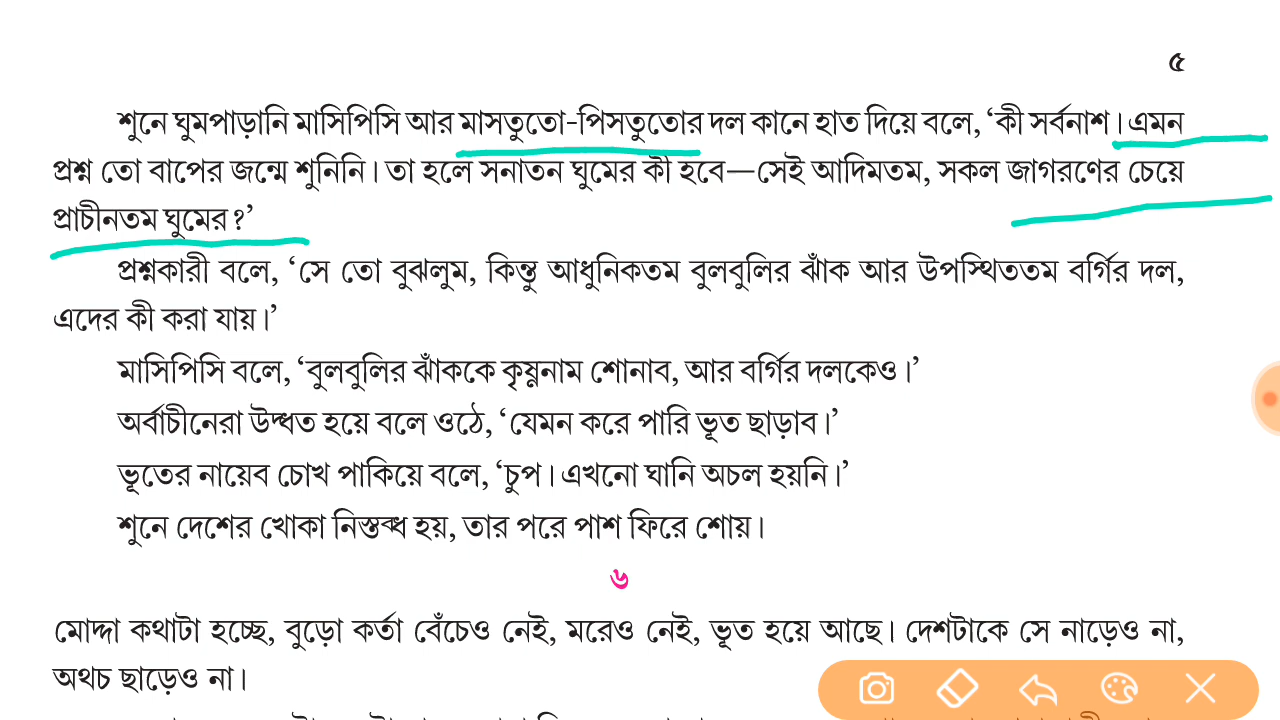 ৫
শুনে ঘুমপাড়ানি মাসিপিসি আর মাসতুতো-পিসতুতোর দল কানে হাত দিয়ে বলে, ‘কী সর্বনাশ। এমন
প্রশ্ন তো বাপের জন্মে শুনিনি। তা হলে সনাতন ঘুমের কী হবে—সেই আদিমতম, সকল জাগরণের চেয়ে
প্রাচীনতম ঘুমের?’
প্রশ্নকারী বলে, ‘সে তো বুঝলুম, কিন্তু আধুনিকতম বুলবুলির ঝাঁক আর উপস্থিততম বর্গির দল,
এদের কী করা যায়।’
মাসিপিসি বলে, ‘বুলবুলির ঝাঁককে কৃষ্ণনাম শোনাব, আর বর্গির দলকেও।’
অর্বাচীনেরা উদ্ধত হয়ে বলে ওঠে, ‘যেমন করে পারি ভূত ছাড়াব।’
ভূতের নায়েব চোখ পাকিয়ে বলে, ‘চুপ। এখনো ঘানি অচল হয়নি।’
শুনে দেশের খোকা নিস্তব্ধ হয়, তার পরে পাশ ফিরে শোয়।
৬
মোদ্দা কথাটা হচ্ছে, বুড়ো কর্তা বেঁচেও নেই, মরেও নেই, ভূত হয়ে আছে। দেশটাকে সে নাড়েও না,
অথচ ছাড়েও না।